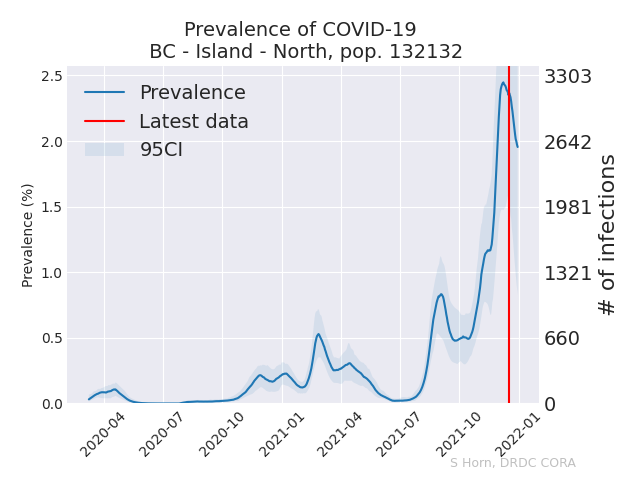 Prevalence of COVID-19
BC - Island - North, pop. 132132
Prevalence
Latest data
95CI
Prevalence (%)
2.5
2.0
1.5
1.0
0.5
0.0
3303
2642
1981
1321
660
0
# of infections
2020-04
2020-07
2020-10
2021-01
2021-04
2021-07
2021-10
2022-01
S Horn, DRDC CORA